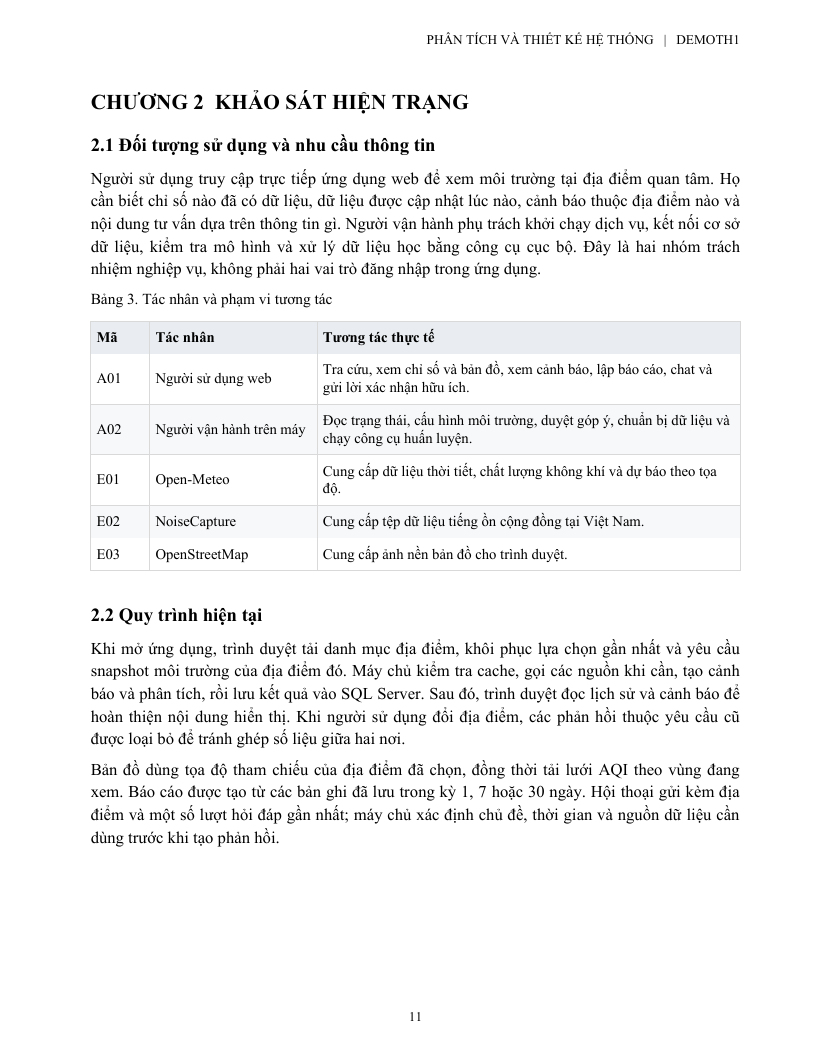 PHÂN TÍCH VÀ THIẾT KẾ HỆ THỐNG | DEMOTH1
CHƯƠNG 2 KHẢO SÁT HIỆN TRẠNG
2.1 Đối tượng sử dụng và nhu cầu thông tin
Người sử dụng truy cập trực tiếp ứng dụng web để xem môi trường tại địa điểm quan tâm. Họ
cần biết chỉ số nào đã có dữ liệu, dữ liệu được cập nhật lúc nào, cảnh báo thuộc địa điểm nào và
nội dung tư vấn dựa trên thông tin gì. Người vận hành phụ trách khởi chạy dịch vụ, kết nối cơ sở
dữ liệu, kiểm tra mô hình và xử lý dữ liệu học bằng công cụ cục bộ. Đây là hai nhóm trách
nhiệm nghiệp vụ, không phải hai vai trò đăng nhập trong ứng dụng.
Bảng 3. Tác nhân và phạm vi tương tác
Mã Tác nhân Tương tác thực tế
A01 Người sử dụng web Tra cứu, xem chỉ số và bản đồ, xem cảnh báo, lập báo cáo, chat và
gửi lời xác nhận hữu ích.
A02 Người vận hành trên máy Đọc trạng thái, cấu hình môi trường, duyệt góp ý, chuẩn bị dữ liệu và
chạy công cụ huấn luyện.
E01 Open-Meteo Cung cấp dữ liệu thời tiết, chất lượng không khí và dự báo theo tọa
độ.
E02 NoiseCapture Cung cấp tệp dữ liệu tiếng ồn cộng đồng tại Việt Nam.
E03 OpenStreetMap Cung cấp ảnh nền bản đồ cho trình duyệt.
2.2 Quy trình hiện tại
Khi mở ứng dụng, trình duyệt tải danh mục địa điểm, khôi phục lựa chọn gần nhất và yêu cầu
snapshot môi trường của địa điểm đó. Máy chủ kiểm tra cache, gọi các nguồn khi cần, tạo cảnh
báo và phân tích, rồi lưu kết quả vào SQL Server. Sau đó, trình duyệt đọc lịch sử và cảnh báo để
hoàn thiện nội dung hiển thị. Khi người sử dụng đổi địa điểm, các phản hồi thuộc yêu cầu cũ
được loại bỏ để tránh ghép số liệu giữa hai nơi.
Bản đồ dùng tọa độ tham chiếu của địa điểm đã chọn, đồng thời tải lưới AQI theo vùng đang
xem. Báo cáo được tạo từ các bản ghi đã lưu trong kỳ 1, 7 hoặc 30 ngày. Hội thoại gửi kèm địa
điểm và một số lượt hỏi đáp gần nhất; máy chủ xác định chủ đề, thời gian và nguồn dữ liệu cần
dùng trước khi tạo phản hồi.
11